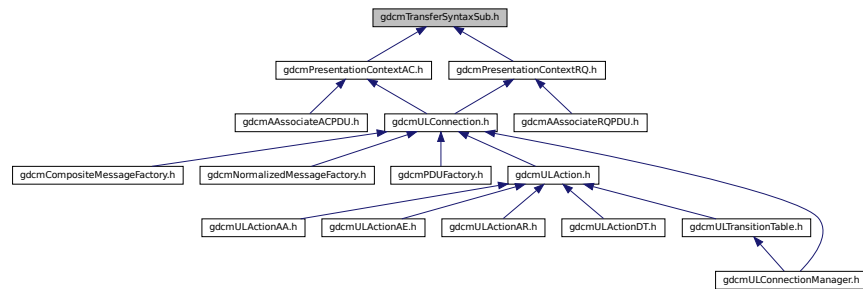 gdcmTransferSyntaxSub.h
gdcmPresentationContextAC.h
gdcmPresentationContextRQ.h
gdcmAAssociateACPDU.h
gdcmULConnection.h
gdcmAAssociateRQPDU.h
gdcmCompositeMessageFactory.h
gdcmNormalizedMessageFactory.h
gdcmPDUFactory.h
gdcmULAction.h
gdcmULActionAA.h
gdcmULActionAE.h
gdcmULActionAR.h
gdcmULActionDT.h
gdcmULTransitionTable.h
gdcmULConnectionManager.h